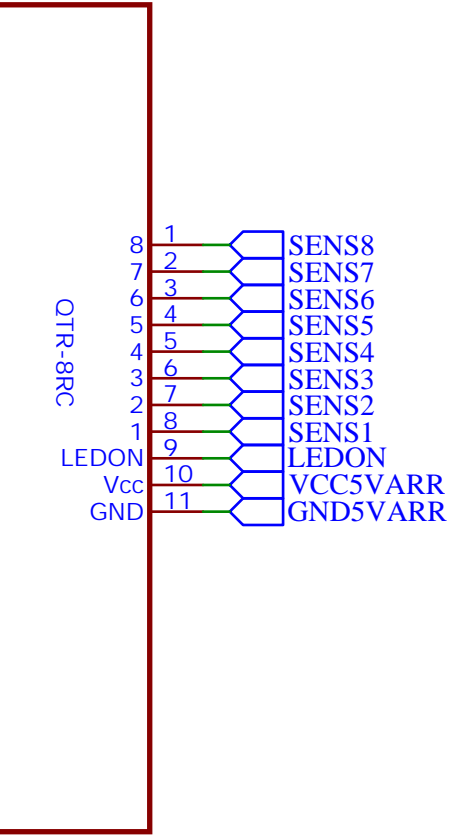 QTR-8RC
8 1 SENS8
7 2 SENS7
6 3 SENS6
5 4 SENS5
4 5 SENS4
3 6 SENS3
2 7 SENS2
1 8 SENS1
LEDON 9 LEDON
Vcc 10 VCC5VARR
GND 11 GND5VARR